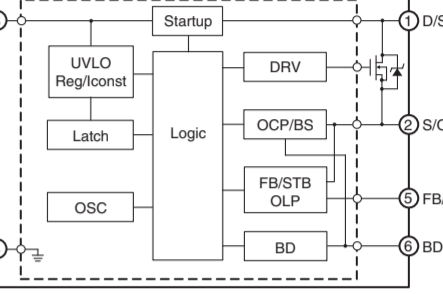 Startup
1 D/S
UVLO
Reg/Iconst
DRV
OCP/BS
2 S/O
Latch
Logic
FB/STB
OLP
5 FB/
OSC
BD
6 BD